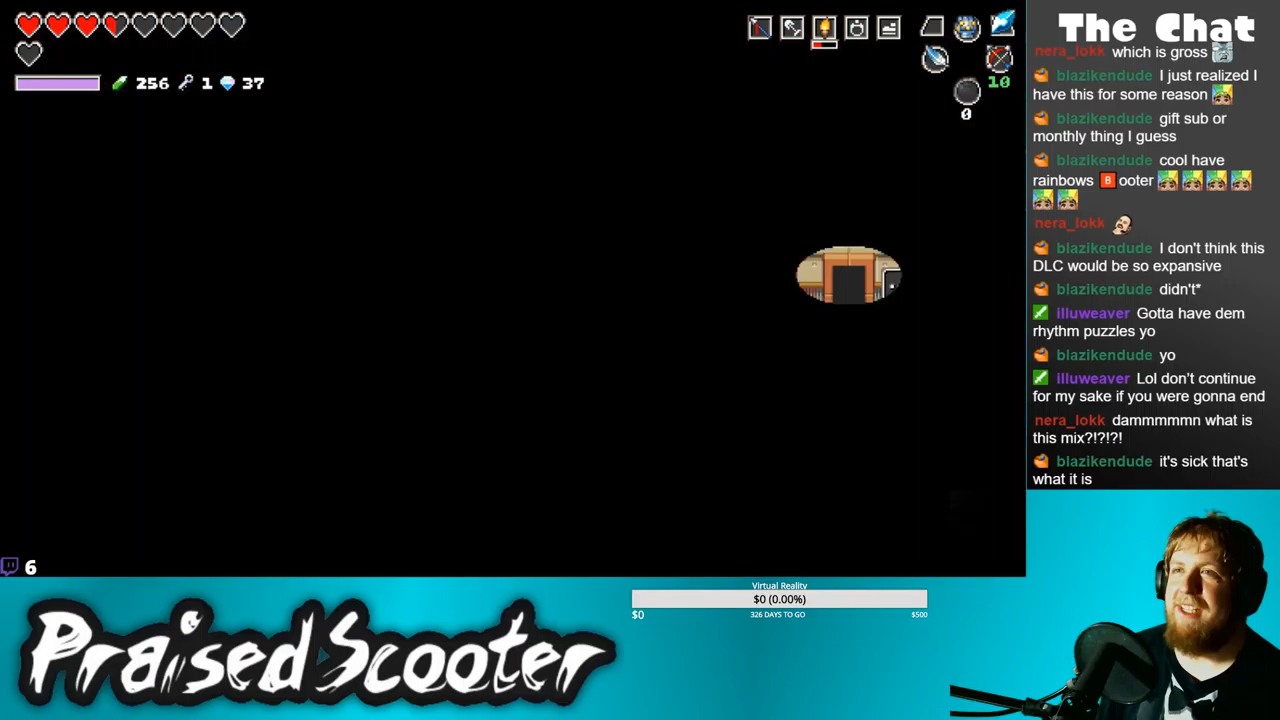 256 1 37
10
0
6
The Chat
nera_lokk which is gross
blazikendude I just realized I
have this for some reason
blazikendude gift sub or
monthly thing I guess
blazikendude cool have
rainbows B ooter
nera_lokk
blazikendude I don't think this
DLC would be so expansive
blazikendude didn't*
illuweaver Gotta have dem
rhythm puzzles yo
blazikendude yo
illuweaver Lol don't continue
for my sake if you were gonna end
nera_lokk dammmmmn what is
this mix?!?!?!
blazikendude it's sick that's
what it is
Virtual Reality
$0 (0.00%)
$0 326 DAYS TO GO $500
PraisedScooter